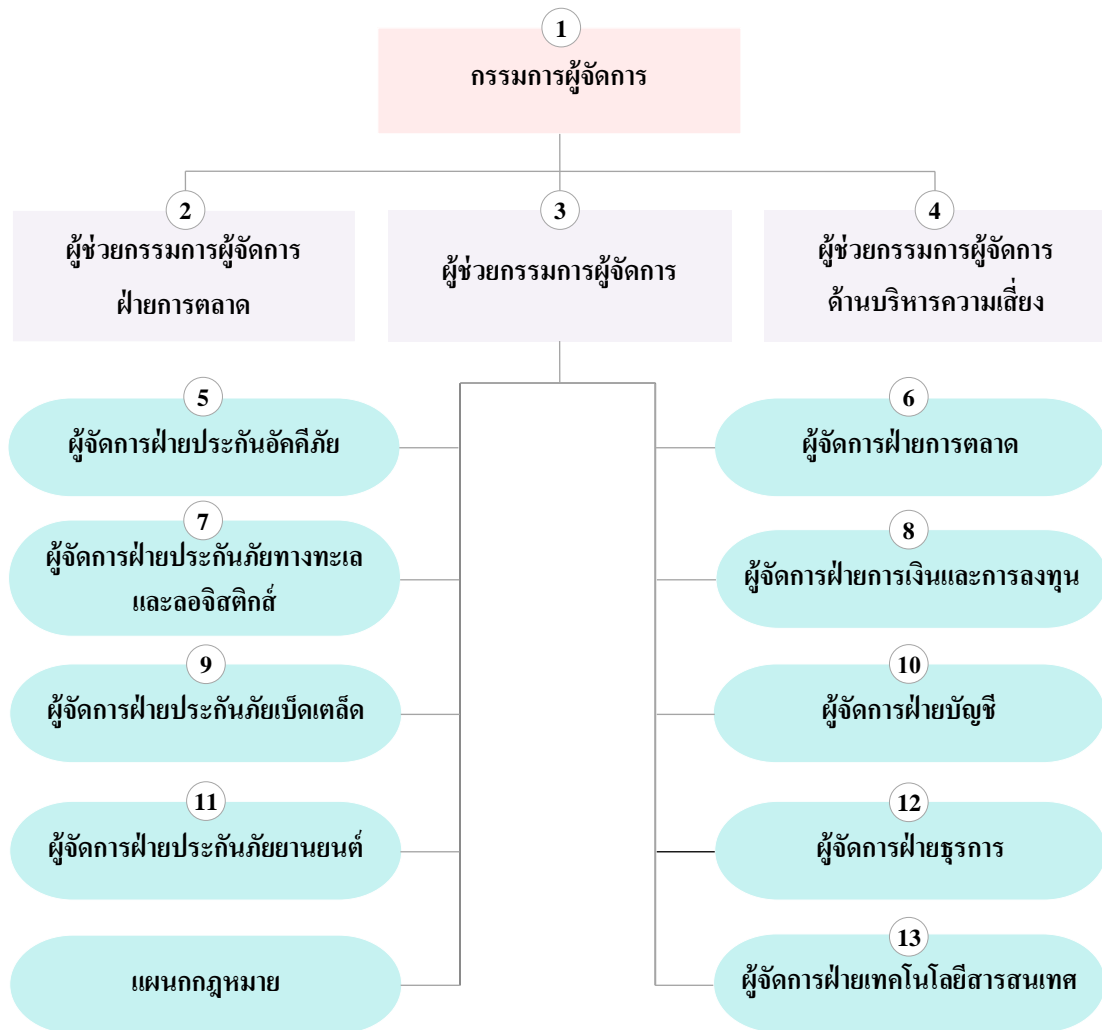 1
กรรมการผู้จัดการ
2
ผู้ช่วยกรรมการผู้จัดการ
ฝ่ายการตลาด
3
ผู้ช่วยกรรมการผู้จัดการ
4
ผู้ช่วยกรรมการผู้จัดการ
ด้านบริหารความเสี่ยง
5
ผู้จัดการฝ่ายประกันอัคคีภัย
6
ผู้จัดการฝ่ายการตลาด
7
ผู้จัดการฝ่ายประกันภัยทางทะเล
และลอจิสติกส์
8
ผู้จัดการฝ่ายการเงินและการลงทุน
9
ผู้จัดการฝ่ายประกันภัยเบ็ดเตล็ด
10
ผู้จัดการฝ่ายบัญชี
11
ผู้จัดการฝ่ายประกันภัยยานยนต์
12
ผู้จัดการฝ่ายธุรการ
แผนกกฎหมาย
13
ผู้จัดการฝ่ายเทคโนโลยีสารสนเทศ